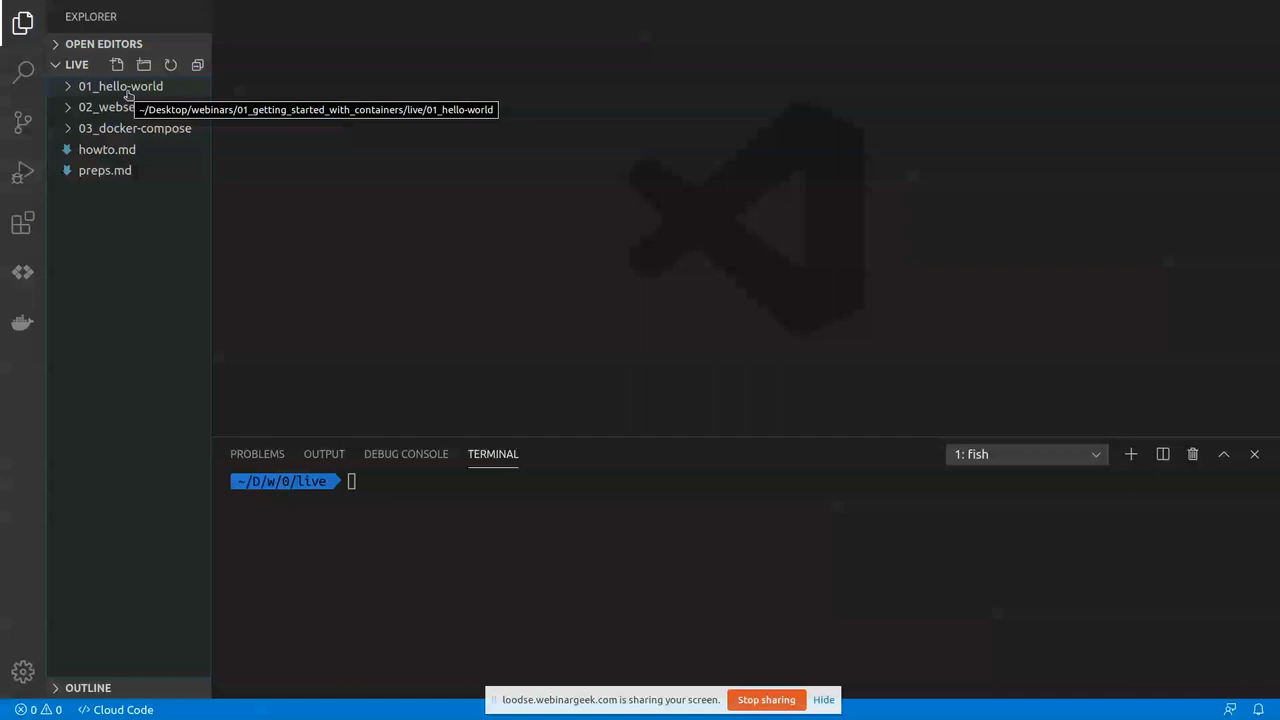 EXPLORER
OPEN EDITORS
LIVE
01_hello-world
02_webse
~/Desktop/webinars/01_getting_started_with_containers/live/01_hello-world
03_docker-compose
howto.md
preps.md
PROBLEMS OUTPUT DEBUG CONSOLE TERMINAL 1: fish
~/D/w/0/live
OUTLINE
loodse.webinargeek.com is sharing your screen. Stop sharing Hide
0 0 Cloud Code